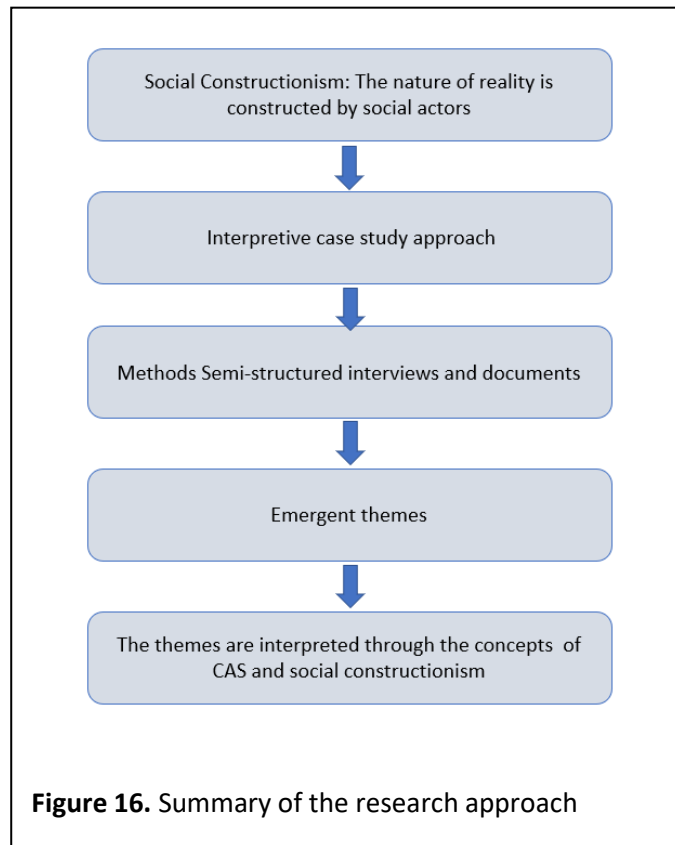 Social Constructionism: The nature of reality is
constructed by social actors
Interpretive case study approach
Methods Semi-structured interviews and documents
Emergent themes
The themes are interpreted through the concepts of
CAS and social constructionism
Figure 16. Summary of the research approach